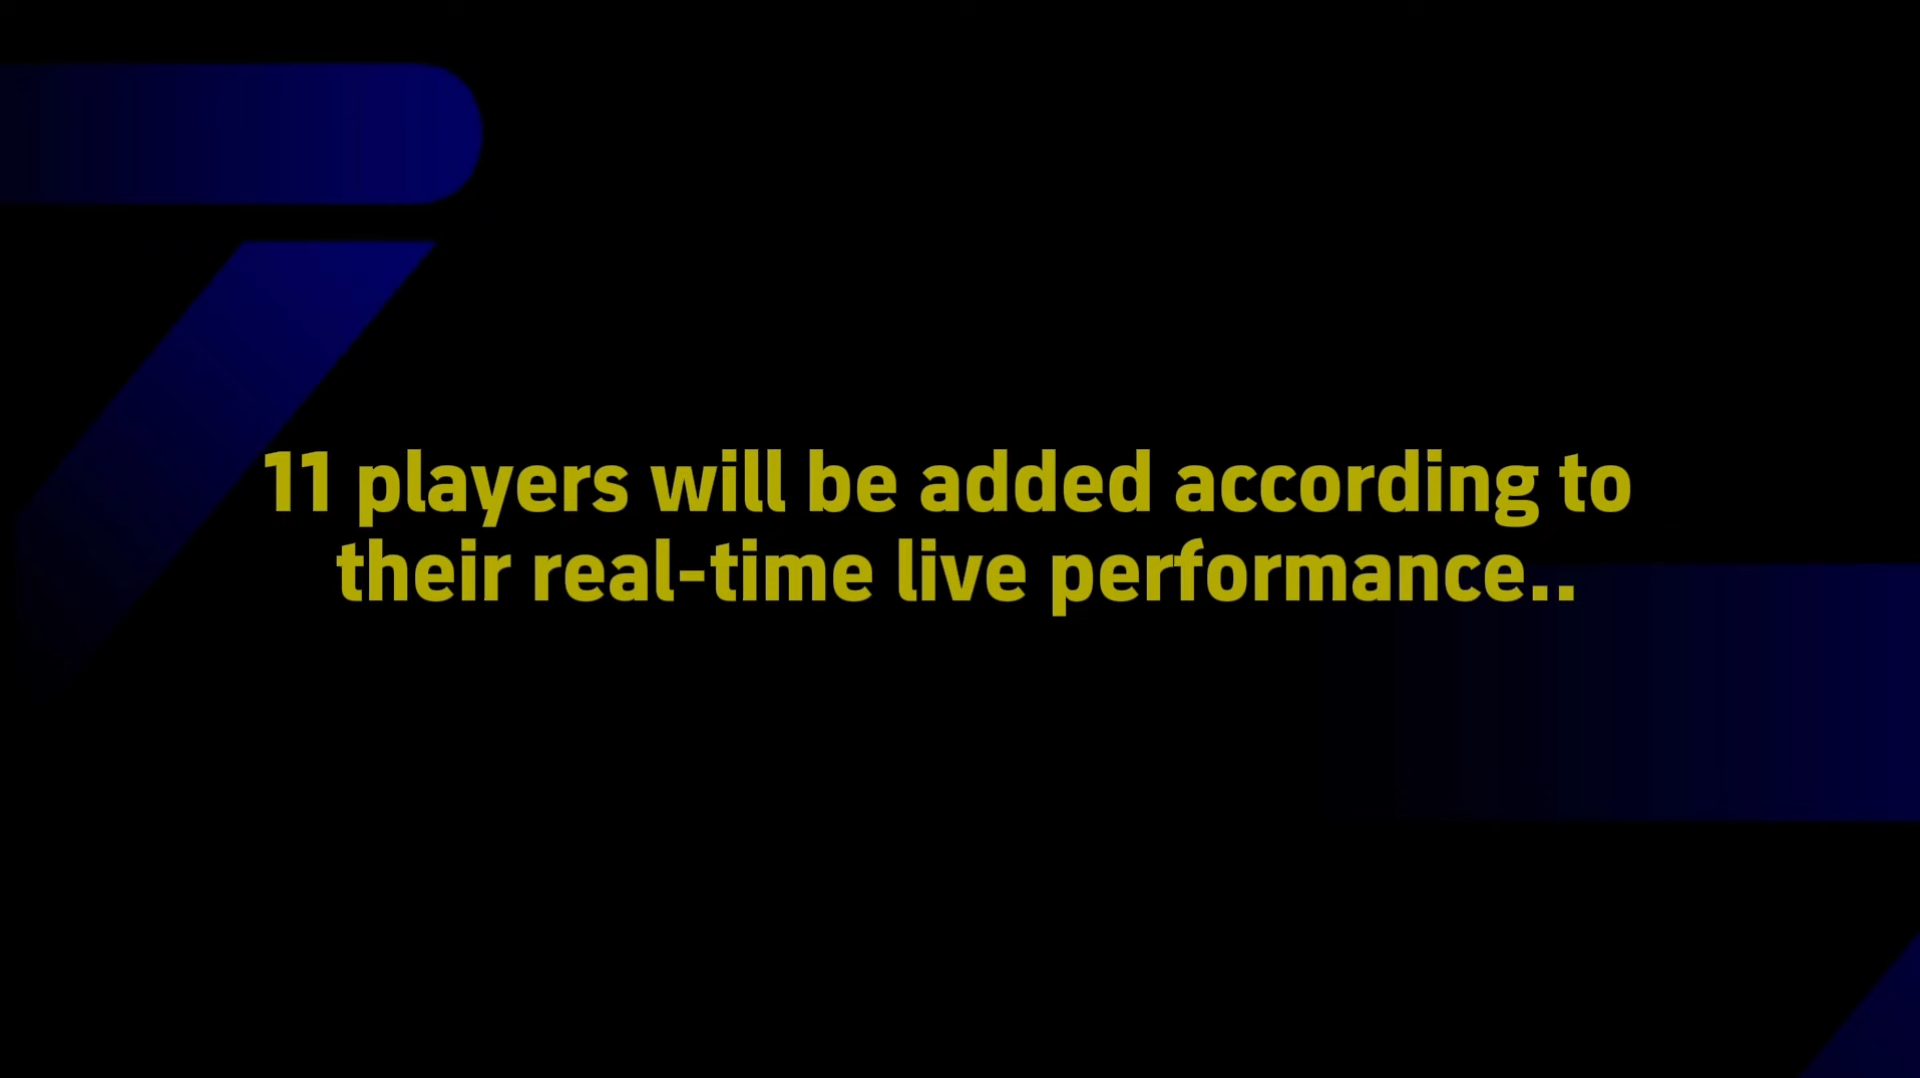 11 players will be added according to
their real-time live performance..